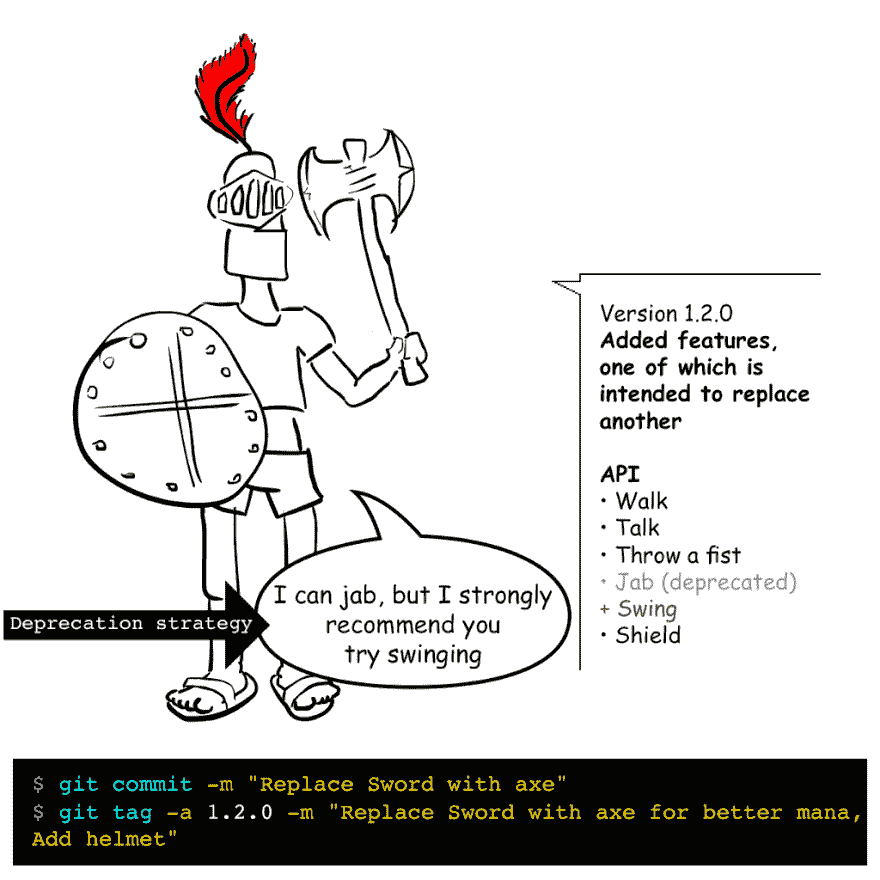 Version 1.2.0
Added features,
one of which is
intended to replace
another
API
• Walk
• Talk
• Throw a fist
• Jab (deprecated)
+ Swing
• Shield
I can jab, but I strongly
recommend you
try swinging
Deprecation strategy
$ git commit -m "Replace Sword with axe"
$ git tag -a 1.2.0 -m "Replace Sword with axe for better mana,
Add helmet"